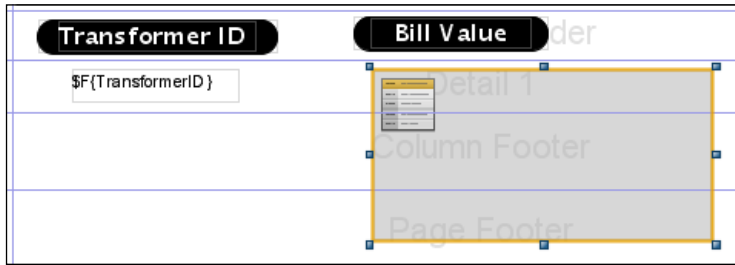 Transformer ID
Bill Value
der
$F{TransformerID }
Detail 1
Column Footer
Page Footer